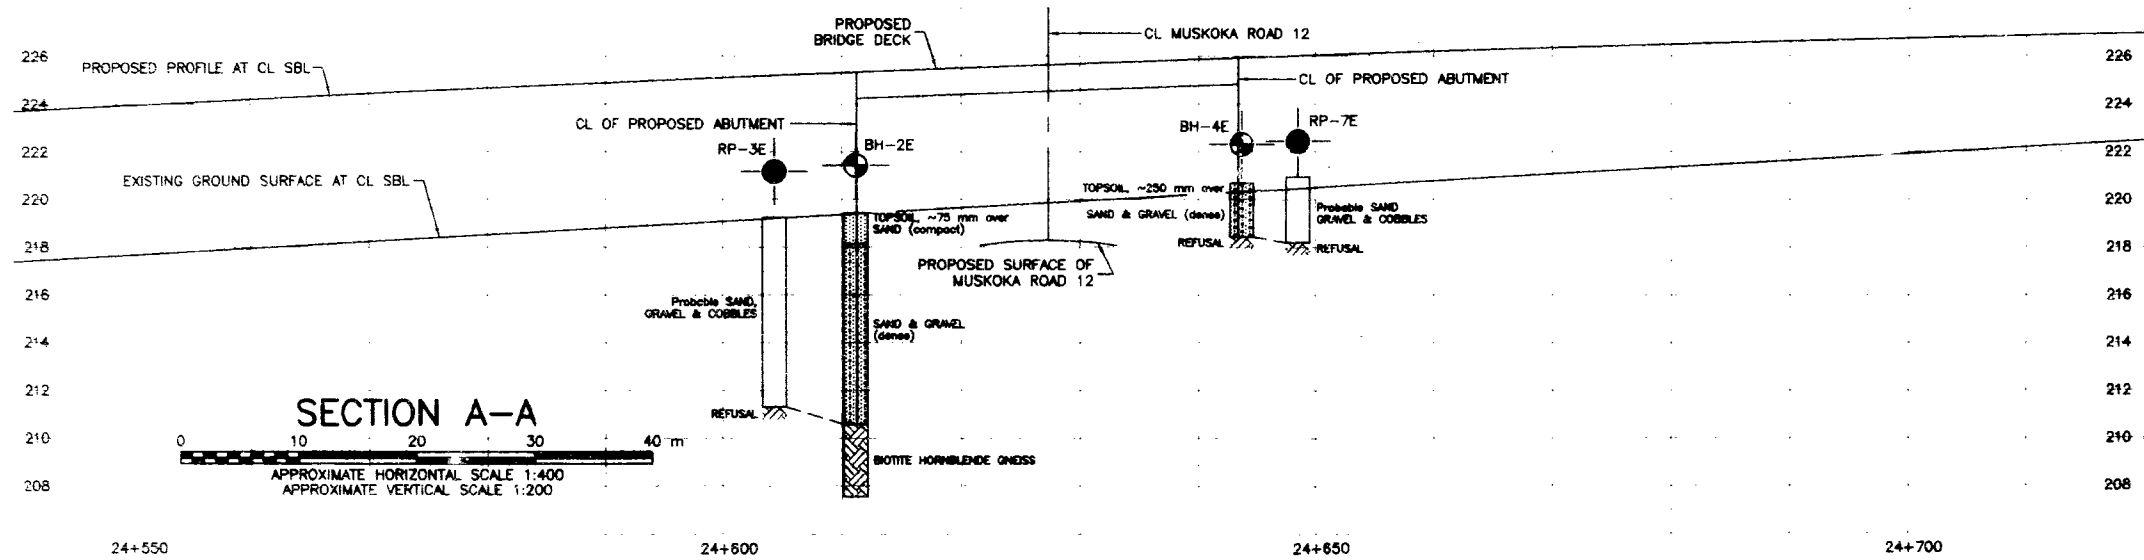 PROPOSED
BRIDGE DECK
CL MUSKOKA ROAD 12
226
PROPOSED PROFILE AT CL SBL
CL OF PROPOSED ABUTMENT
226
224
CL OF PROPOSED ABUTMENT
224
222
RP-3E
BH-2E
BH-4E
RP-7E
222
EXISTING GROUND SURFACE AT CL SBL
220
TOPSOIL, ~75 mm over
SAND (compact)
TOPSOIL, ~250 mm over
SAND & GRAVEL (dense)
Probable SAND
GRAVEL & COBBLES
220
218
REFUSAL
REFUSAL
218
PROPOSED SURFACE OF
MUSKOKA ROAD 12
216
Probable SAND,
GRAVEL & COBBLES
216
SAND & GRAVEL
(dense)
214
214
212
212
SECTION A-A
REFUSAL
210
0 10 20 30 40 m
210
APPROXIMATE HORIZONTAL SCALE 1:400
APPROXIMATE VERTICAL SCALE 1:200
BIOTITE HORNBLENDE GNEISS
208
208
24+550
24+600
24+650
24+700